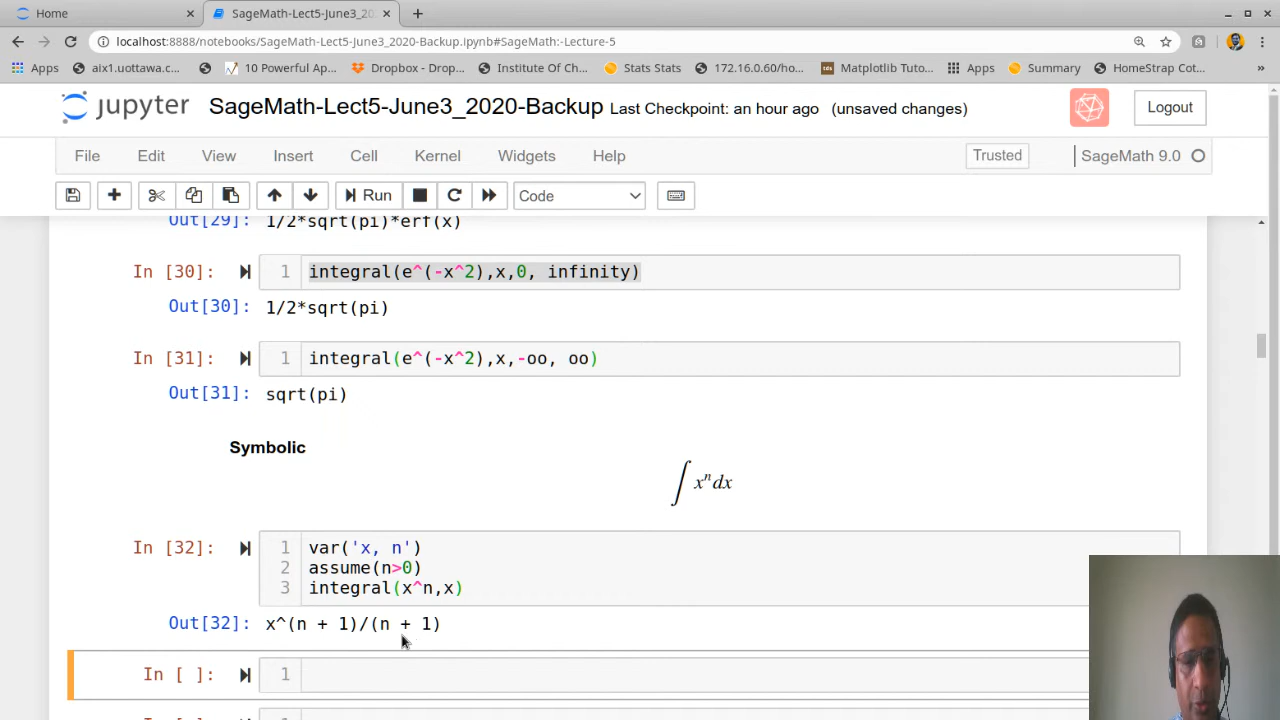 Home
SageMath-Lect5-June3_20
localhost:8888/notebooks/SageMath-Lect5-June3_2020-Backup.ipynb#SageMath:-Lecture-5
Apps aix1.uottawa.c... 10 Powerful Ap... Dropbox - Drop... Institute Of Ch... Stats Stats 172.16.0.60/ho... Matplotlib Tuto... Apps Summary HomeStrap Cot... »
jupyter SageMath-Lect5-June3_2020-Backup Last Checkpoint: an hour ago (unsaved changes) Logout
File Edit View Insert Cell Kernel Widgets Help Trusted SageMath 9.0
Run Code
Out[29]: 1/2*sqrt(pi)*erf(x)
In [30]: 1 integral(e^(-x^2),x,0, infinity)
Out[30]: 1/2*sqrt(pi)
In [31]: 1 integral(e^(-x^2),x,-oo, oo)
Out[31]: sqrt(pi)
Symbolic
∫ xⁿdx
In [32]: 1 var('x, n')
2 assume(n>0)
3 integral(x^n,x)
Out[32]: x^(n + 1)/(n + 1)
In [ ]: 1